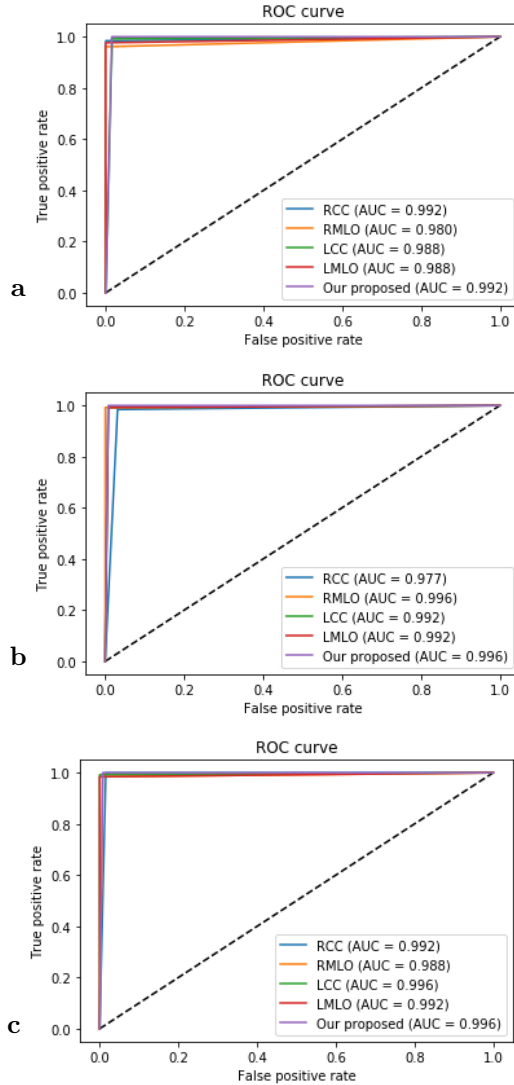 ROC curve
1.0
0.8
0.6
0.4
0.2
0.0
True positive rate
RCC (AUC = 0.992)
RMLO (AUC = 0.980)
LCC (AUC = 0.988)
LMLO (AUC = 0.988)
Our proposed (AUC = 0.992)
a
0.0 0.2 0.4 0.6 0.8 1.0
False positive rate
ROC curve
1.0
0.8
0.6
0.4
0.2
0.0
True positive rate
RCC (AUC = 0.977)
RMLO (AUC = 0.996)
LCC (AUC = 0.992)
LMLO (AUC = 0.992)
Our proposed (AUC = 0.996)
b
0.0 0.2 0.4 0.6 0.8 1.0
False positive rate
ROC curve
1.0
0.8
0.6
0.4
0.2
0.0
True positive rate
RCC (AUC = 0.992)
RMLO (AUC = 0.988)
LCC (AUC = 0.996)
LMLO (AUC = 0.992)
Our proposed (AUC = 0.996)
c
0.0 0.2 0.4 0.6 0.8 1.0
False positive rate